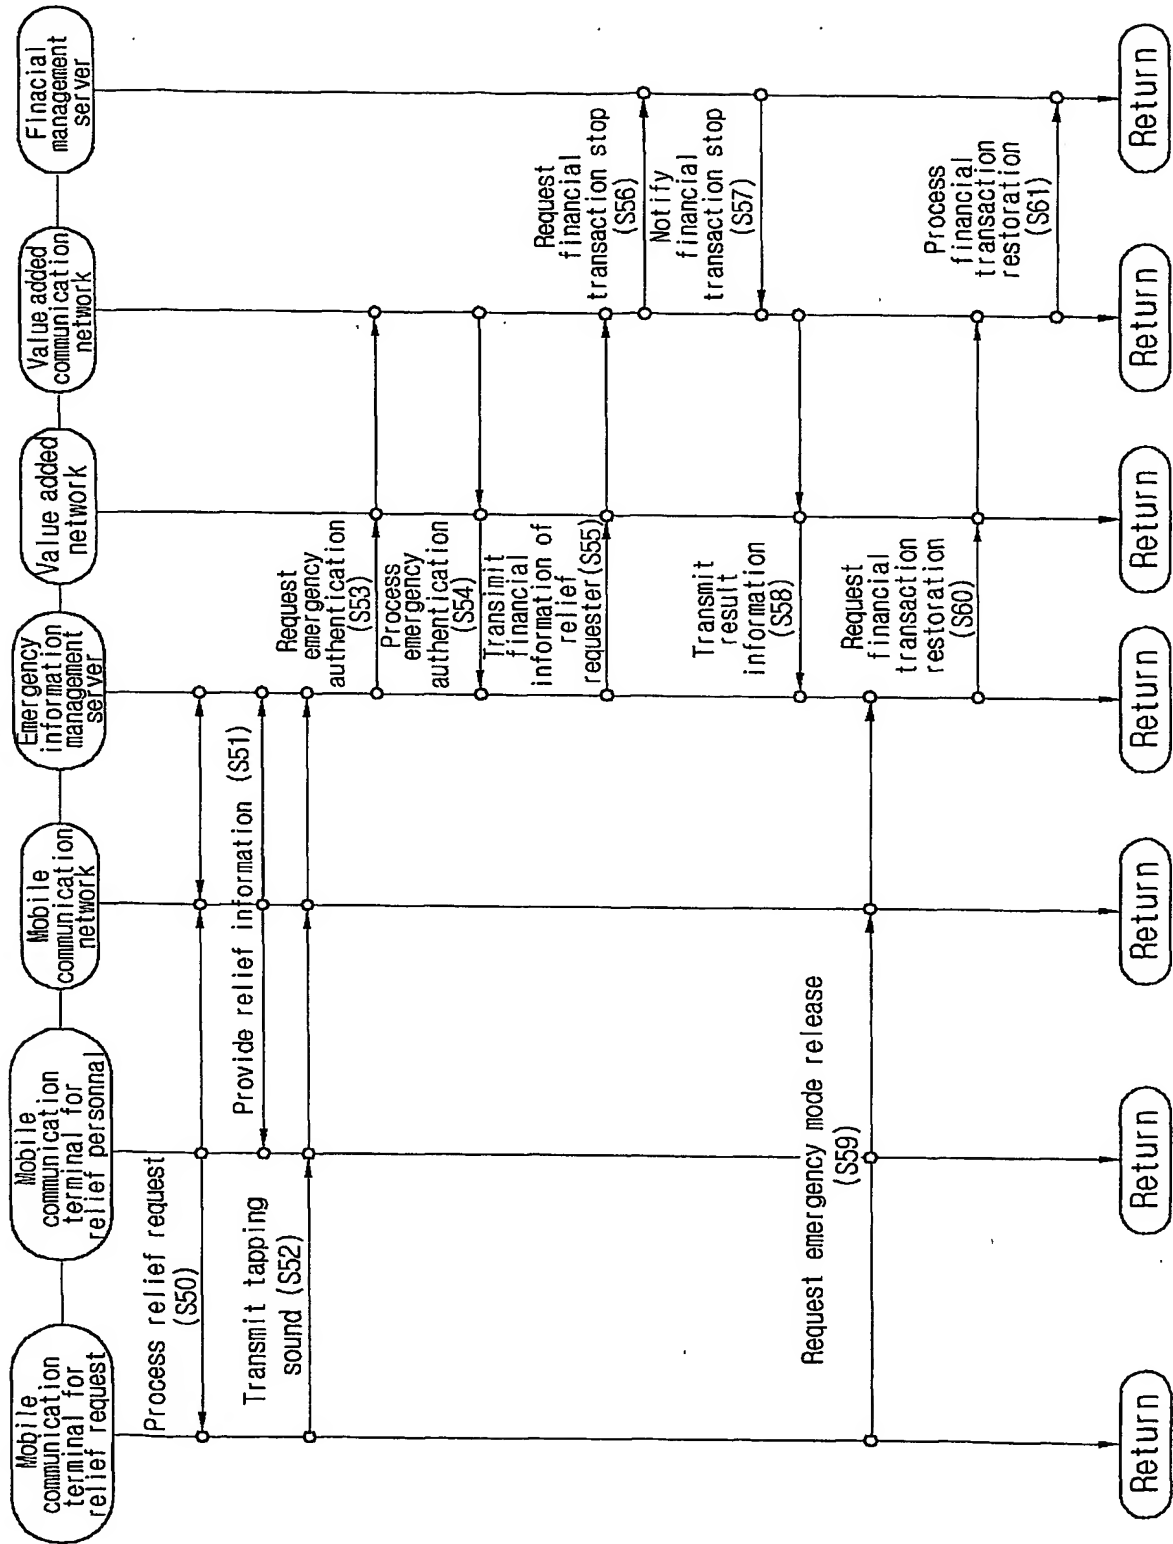 Mobile
communication
terminal for
relief request
Mobile
communication
terminal for
relief personnal
Mobile
communication
network
Emergency
information
management
server
Value added
network
Value added
communication
network
Finacial
management
server
Process relief request
(S50)
Provide relief information (S51)
Transmit tapping
sound (S52)
Request
emergency
authentication
(S53)
Process
emergency
authentication
(S54)
Transimit
financial
information of
relief
requester(S55)
Request
financial
transaction stop
(S56)
Notify
financial
transaction stop
(S57)
Transmit
result
information
(S58)
Request emergency mode release
(S59)
Request
financial
transaction
restoration
(S60)
Process
financial
transaction
restoration
(S61)
Return
Return
Return
Return
Return
Return
Return